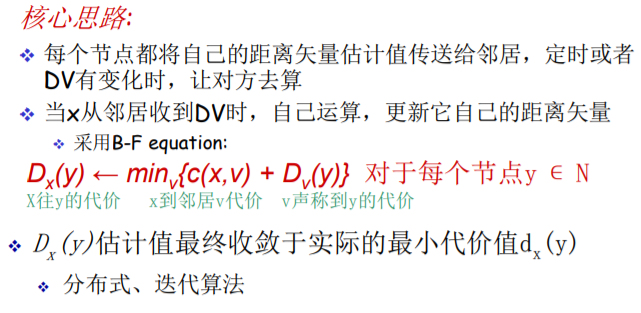 核心思路:
每个节点都将自己的距离矢量估计值传送给邻居，定时或者
DV有变化时，让对方去算
当x从邻居收到DV时，自己运算，更新它自己的距离矢量
采用B-F equation:
Dx(y) ← minv{c(x,v) + Dv(y)} 对于每个节点y ∈ N
X往y的代价 x到邻居v代价 v声称到y的代价
Dx(y)估计值最终收敛于实际的最小代价值dx(y)
分布式、迭代算法